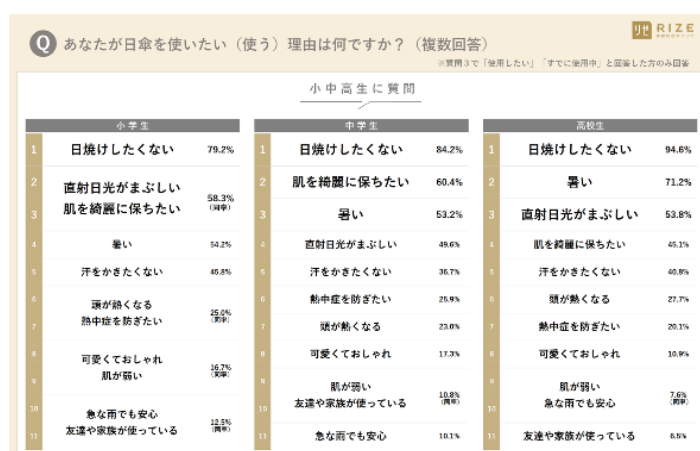 Q あなたが日傘を使いたい（使う）理由は何ですか？（複数回答）
リゼ RIZE
※質問３で「使用したい」「すでに使用中」と回答した方のみ回答
小中高生に質問
小学生
1 日焼けしたくない 79.2%
2 直射日光がまぶしい 58.3%
3 肌を綺麗に保ちたい （同率）
4 暑い 54.2%
5 汗をかきたくない 45.8%
6 頭が熱くなる 25.0%
7 熱中症を防ぎたい （同率）
8 可愛くておしゃれ 16.7%
9 肌が弱い （同率）
10 急な雨でも安心 12.5%
11 友達や家族が使っている （同率）
中学生
1 日焼けしたくない 84.2%
2 肌を綺麗に保ちたい 60.4%
3 暑い 53.2%
4 直射日光がまぶしい 49.6%
5 汗をかきたくない 36.7%
6 熱中症を防ぎたい 25.9%
7 頭が熱くなる 23.0%
8 可愛くておしゃれ 17.3%
9 肌が弱い 10.8%
10 友達や家族が使っている （同率）
11 急な雨でも安心 10.1%
高校生
1 日焼けしたくない 94.6%
2 暑い 71.2%
3 直射日光がまぶしい 53.8%
4 肌を綺麗に保ちたい 45.1%
5 汗をかきたくない 40.8%
6 頭が熱くなる 27.7%
7 熱中症を防ぎたい 20.1%
8 可愛くておしゃれ 10.9%
9 肌が弱い 7.6%
10 急な雨でも安心 （同率）
11 友達や家族が使っている 6.5%